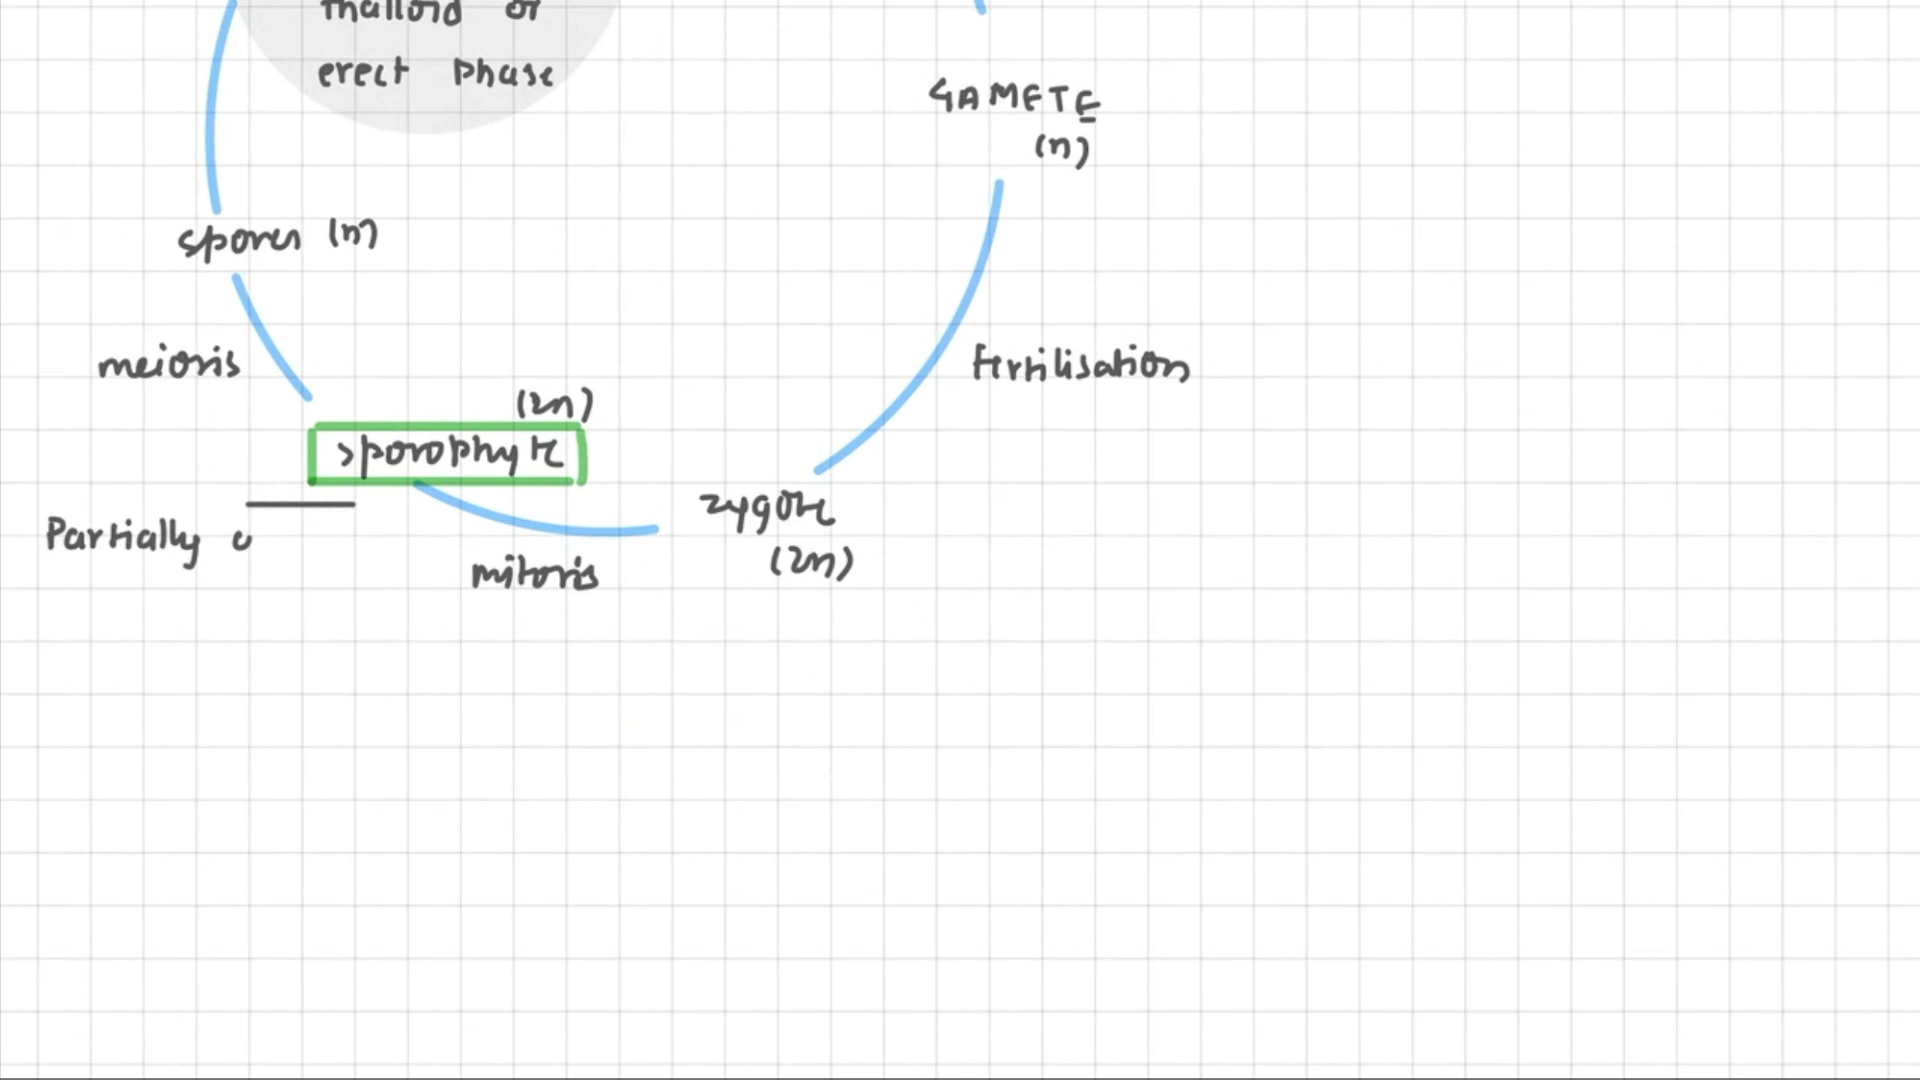 thalloid or
erect phase
GAMETE
(n)
spores (n)
meiosis
fertilisation
(2n)
sporophyte
zygote
(2n)
Partially o
mitosis